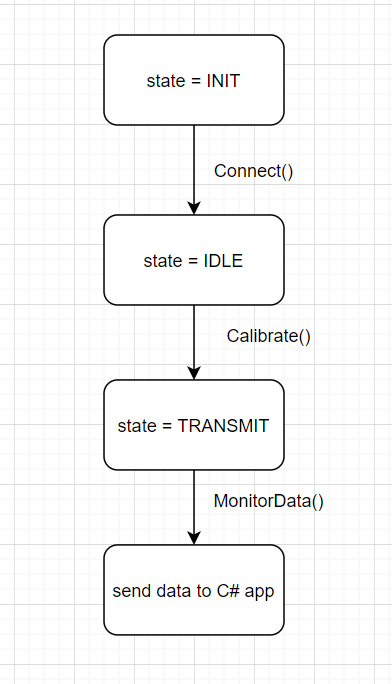 state = INIT
Connect()
state = IDLE
Calibrate()
state = TRANSMIT
MonitorData()
send data to C# app